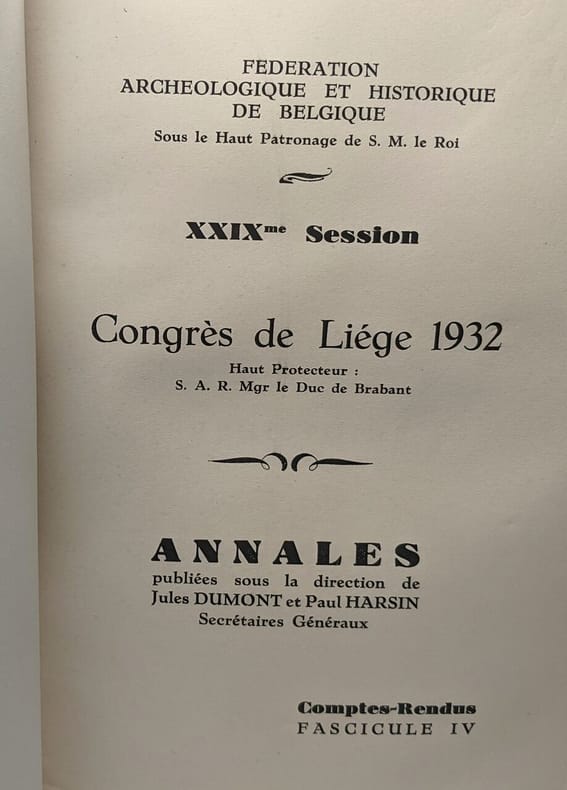 FEDERATION
ARCHEOLOGIQUE ET HISTORIQUE
DE BELGIQUE
Sous le Haut Patronage de S. M. le Roi
XXIXme Session
Congrès de Liége 1932
Haut Protecteur :
S. A. R. Mgr le Duc de Brabant
ANNALES
publiées sous la direction de
Jules DUMONT et Paul HARSIN
Secrétaires Généraux
Comptes-Rendus
FASCICULE IV